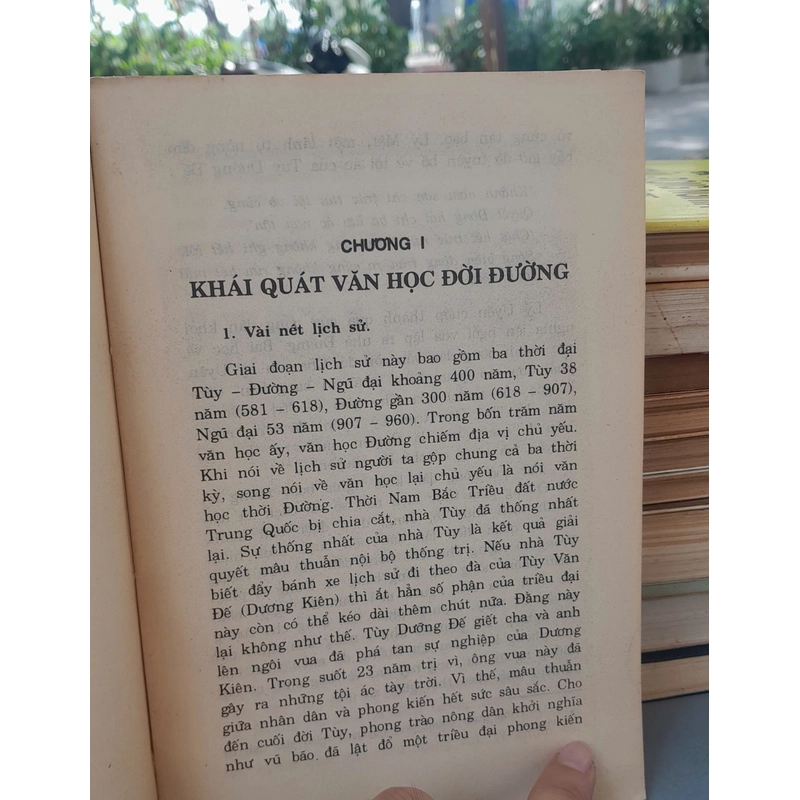 CHƯƠNG I
KHÁI QUÁT VĂN HỌC ĐỜI ĐƯỜNG
1. Vài nét lịch sử.
Giai đoạn lịch sử này bao gồm ba thời đại
Tùy – Đường – Ngũ đại khoảng 400 năm, Tùy 38
năm (581 – 618), Đường gần 300 năm (618 – 907),
Ngũ đại 53 năm (907 – 960). Trong bốn trăm năm
văn học ấy, văn học Đường chiếm địa vị chủ yếu.
Khi nói về lịch sử người ta gộp chung cả ba thời
kỳ, song nói về văn học lại chủ yếu là nói văn
học thời Đường. Thời Nam Bắc Triều đất nước
Trung Quốc bị chia cắt, nhà Tùy đã thống nhất
lại. Sự thống nhất của nhà Tùy là kết quả giải
quyết mâu thuẫn nội bộ thống trị. Nếu nhà Tùy
biết đẩy bánh xe lịch sử đi theo đà của Tùy Văn
Đế (Dương Kiên) thì ắt hẳn số phận của triều đại
này còn có thể kéo dài thêm chút nữa. Đằng này
lại không như thế. Tùy Dưỡng Đế giết cha và anh
lên ngôi vua đã phá tan sự nghiệp của Dương
Kiên. Trong suốt 23 năm trị vì, ông vua này đã
gây ra những tội ác tày trời. Vì thế, mâu thuẫn
giữa nhân dân và phong kiến hết sức sâu sắc. Cho
đến cuối đời Tùy, phong trào nông dân khởi nghĩa
như vũ bão đã lật đổ một triều đại phong kiến